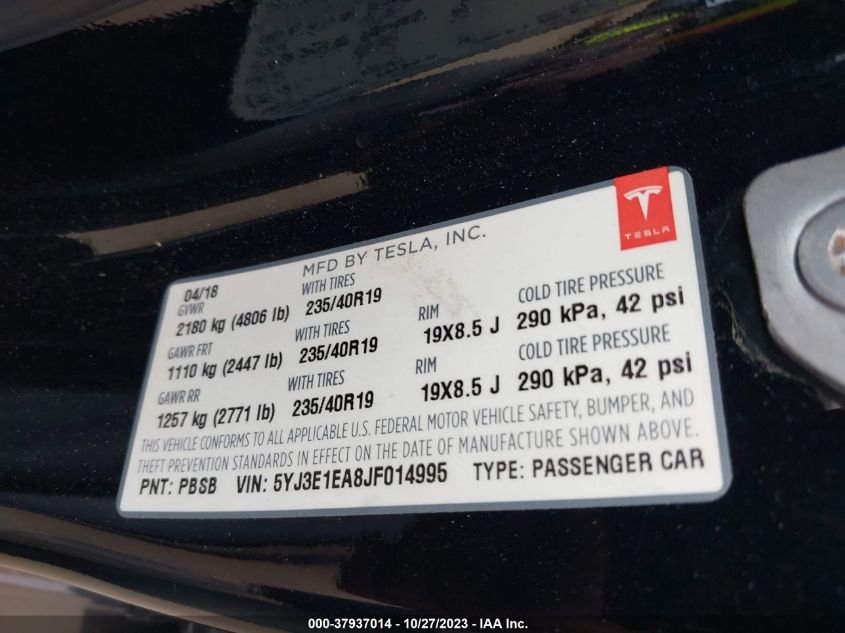 TESLA
MFD BY TESLA, INC.
04/18
GVWR WITH TIRES
2180 kg (4806 lb) 235/40R19 RIM COLD TIRE PRESSURE
19X8.5 J 290 kPa, 42 psi
GAWR FRT WITH TIRES
1110 kg (2447 lb) 235/40R19 RIM COLD TIRE PRESSURE
19X8.5 J 290 kPa, 42 psi
GAWR RR WITH TIRES
1257 kg (2771 lb) 235/40R19
THIS VEHICLE CONFORMS TO ALL APPLICABLE U.S. FEDERAL MOTOR VEHICLE SAFETY, BUMPER, AND
THEFT PREVENTION STANDARDS IN EFFECT ON THE DATE OF MANUFACTURE SHOWN ABOVE.
PNT: PBSB VIN: 5YJ3E1EA8JF014995 TYPE: PASSENGER CAR
000-37937014 - 10/27/2023 - IAA Inc.